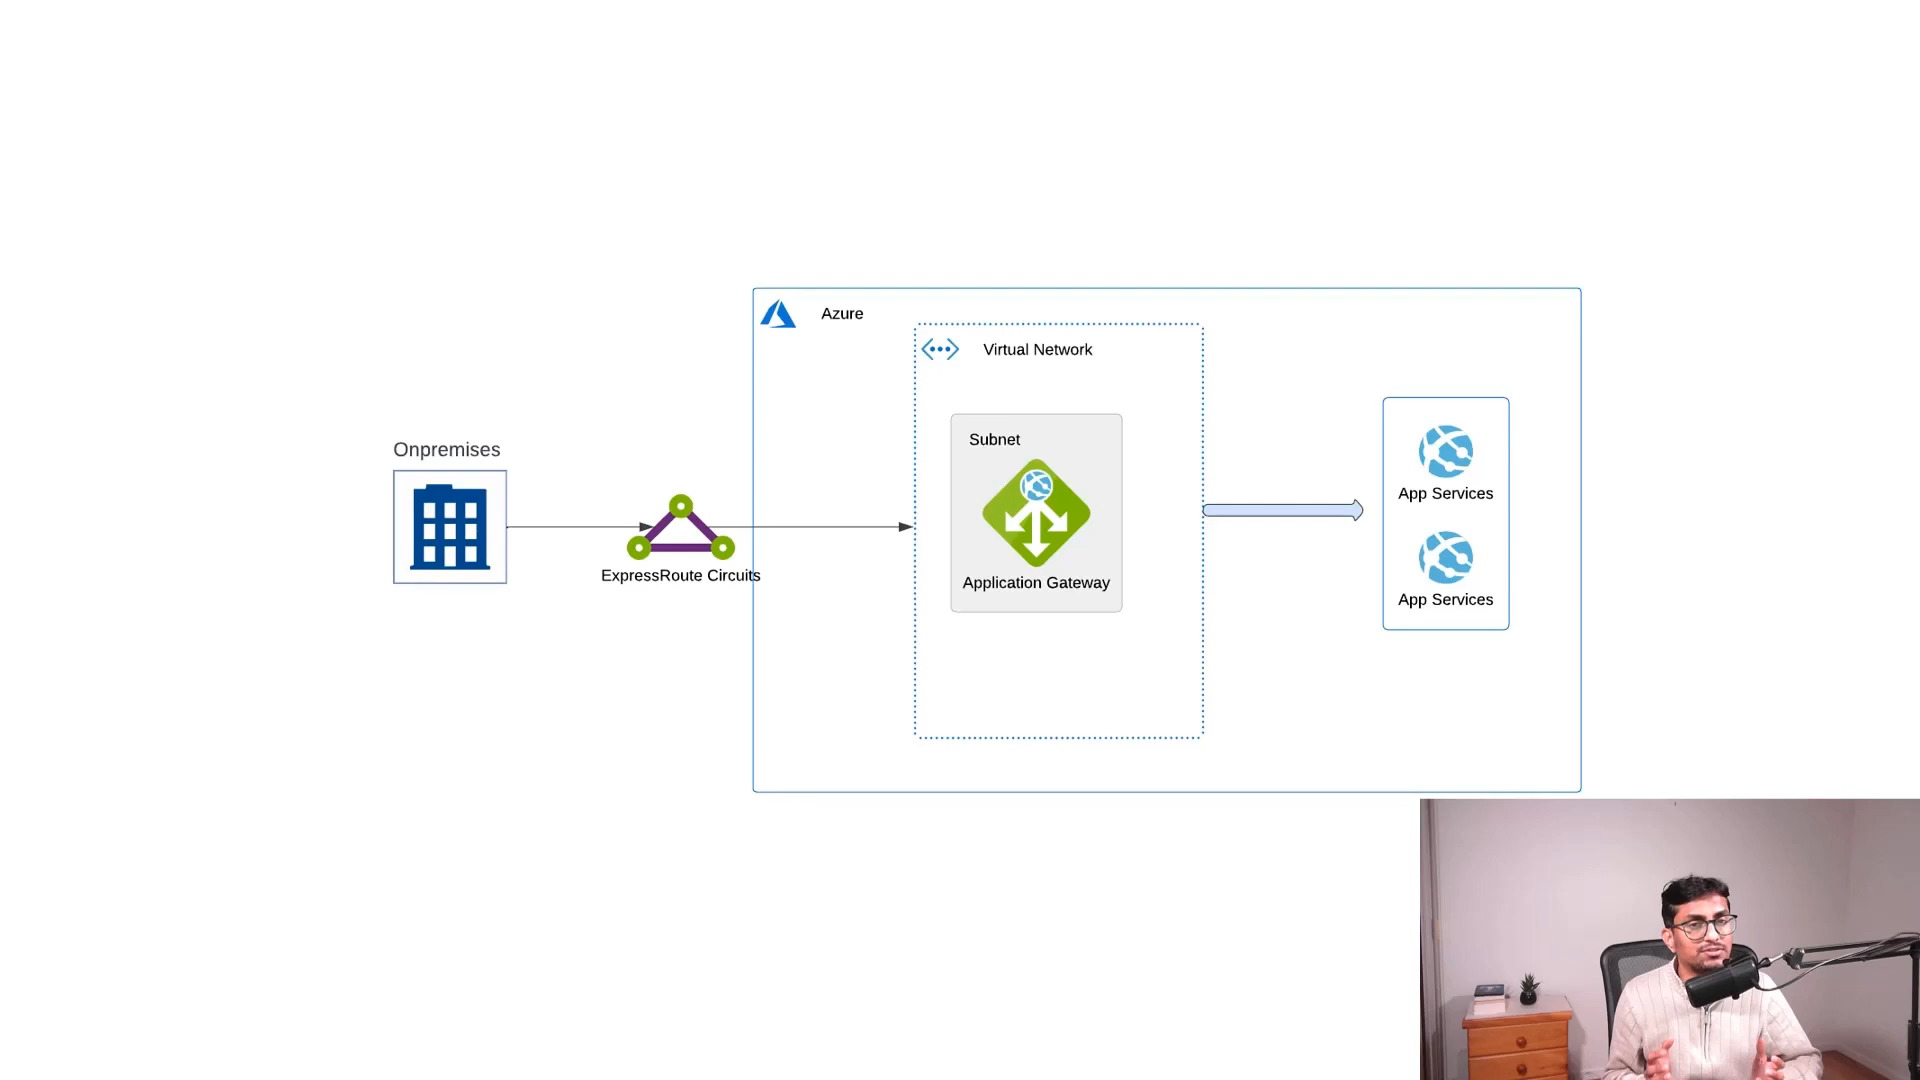 Azure
Virtual Network
Onpremises
Subnet
App Services
ExpressRoute Circuits
Application Gateway
App Services